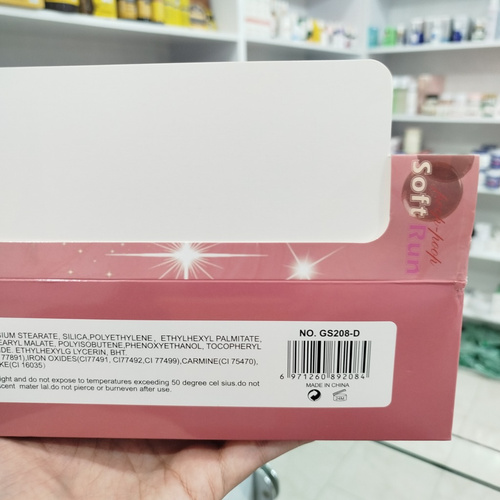 Soft Run
SIUM STEARATE, SILICA,POLYETHYLENE, ETHYLHEXYL PALMITATE,
EARYL MALATE, POLYISOBUTENE,PHENOXYETHANOL, TOCOPHERYL
DE. ETHYLHEXYLG LYCERIN, BHT.
77891),IRON OXIDES(CI77491, CI77492,CI 77499),CARMINE(CI 75470),
KE(CI 16035)
ight and do not expose to temperatures exceeding 50 degree cel sius.do not
scent mater lal.do not pierce or burneven after use.
NO. GS208-D
6 971260 892084
MADE IN CHINA
24M